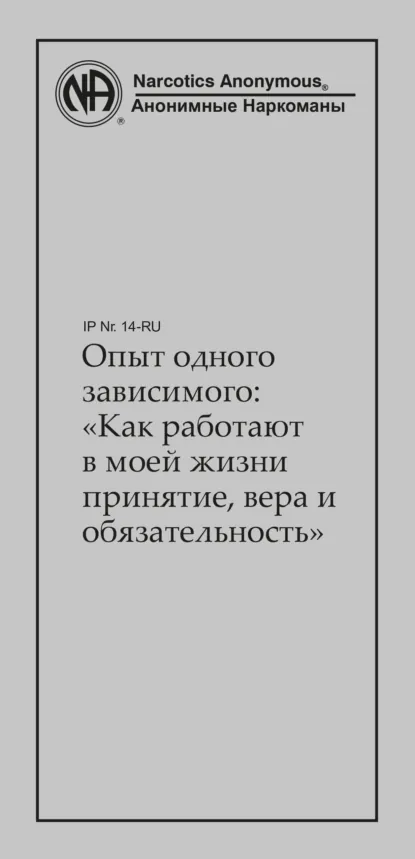 NA
®
Narcotics Anonymous®
Анонимные Наркоманы
IP Nr. 14-RU
Опыт одного
зависимого:
«Как работают
в моей жизни
принятие, вера и
обязательность»